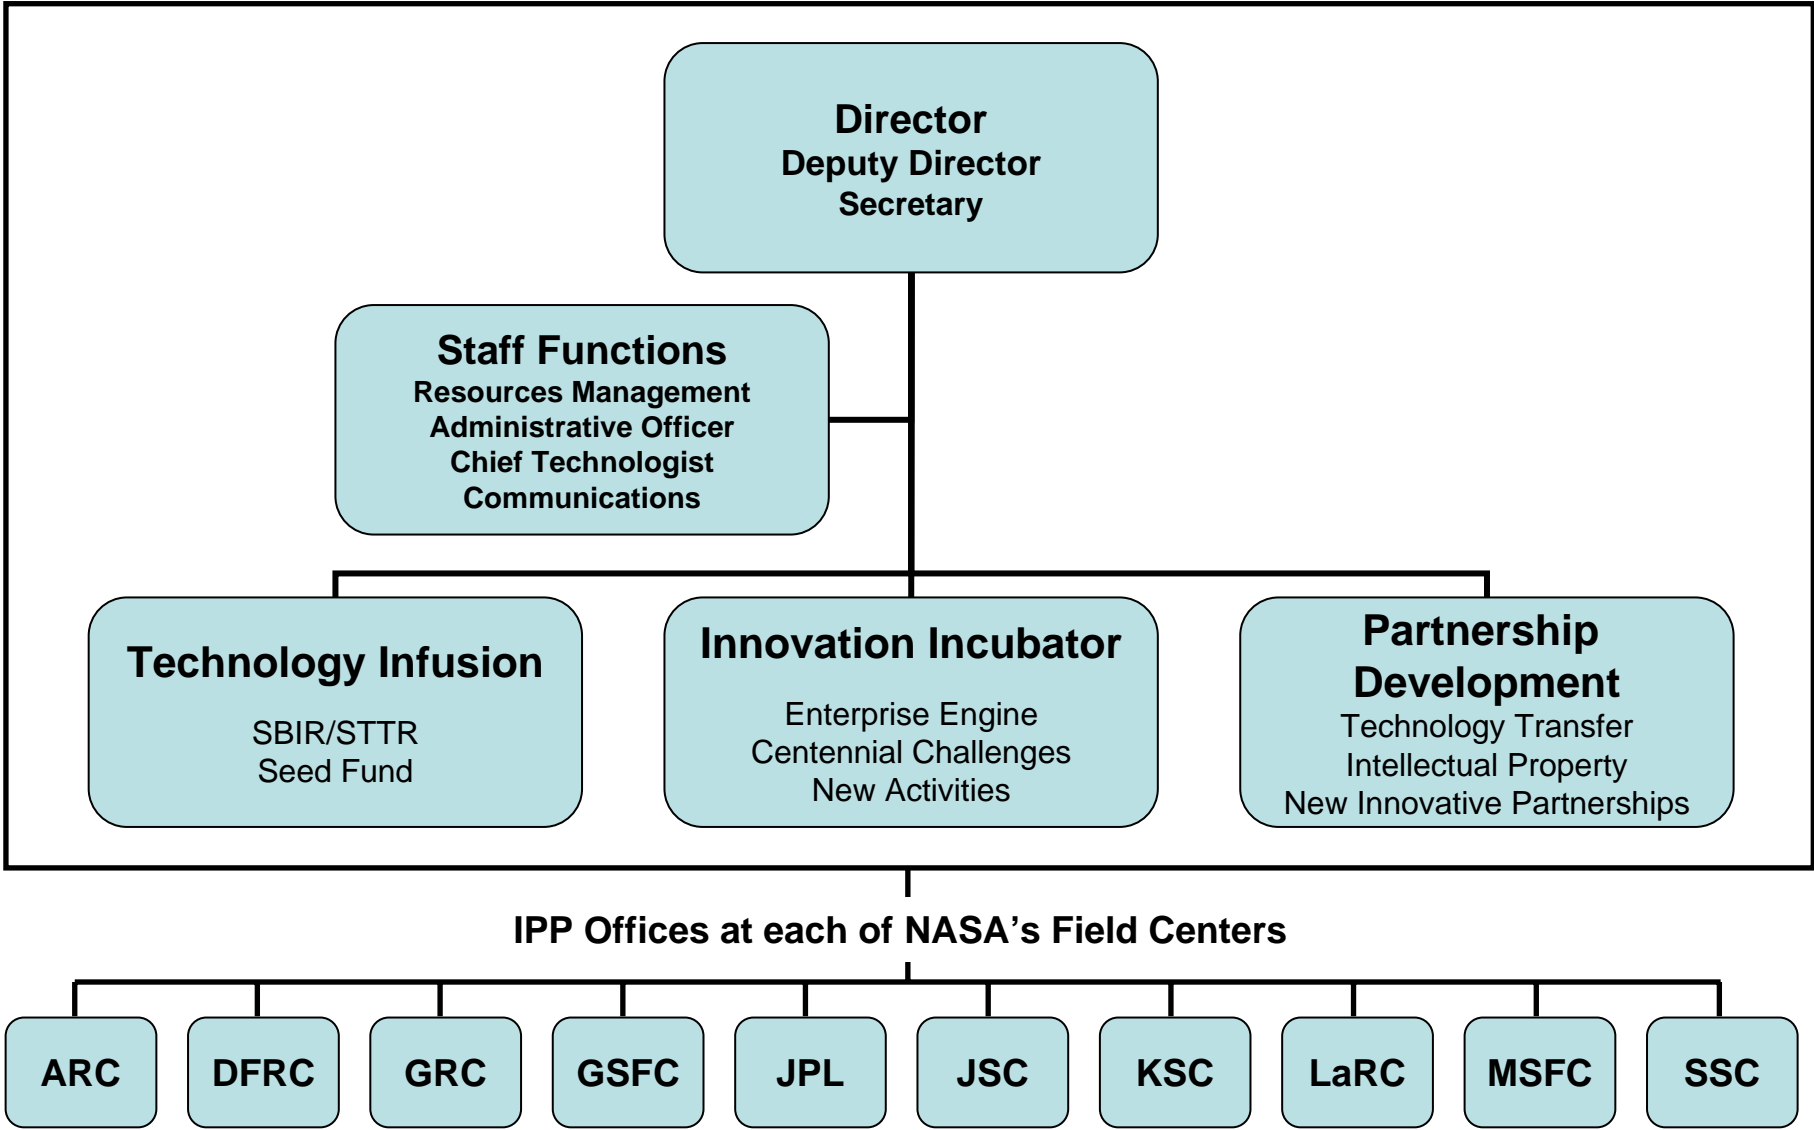 Director
Deputy Director
Secretary
Staff Functions
Resources Management
Administrative Officer
Chief Technologist
Communications
Technology Infusion
SBIR/STTR
Seed Fund
Innovation Incubator
Enterprise Engine
Centennial Challenges
New Activities
Partnership
Development
Technology Transfer
Intellectual Property
New Innovative Partnerships
IPP Offices at each of NASA’s Field Centers
ARC
DFRC
GRC
GSFC
JPL
JSC
KSC
LaRC
MSFC
SSC